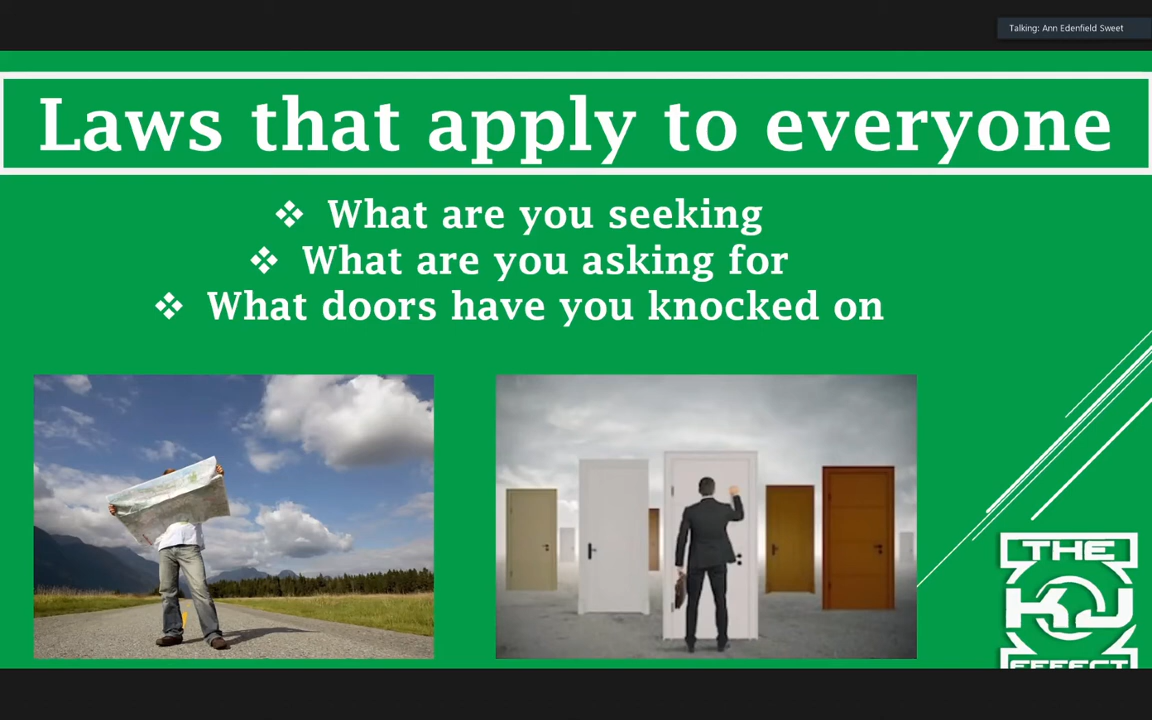 Talking: Ann Edenfield Sweet
Laws that apply to everyone
❖ What are you seeking
❖ What are you asking for
❖ What doors have you knocked on
THE
KJ
EFFECT